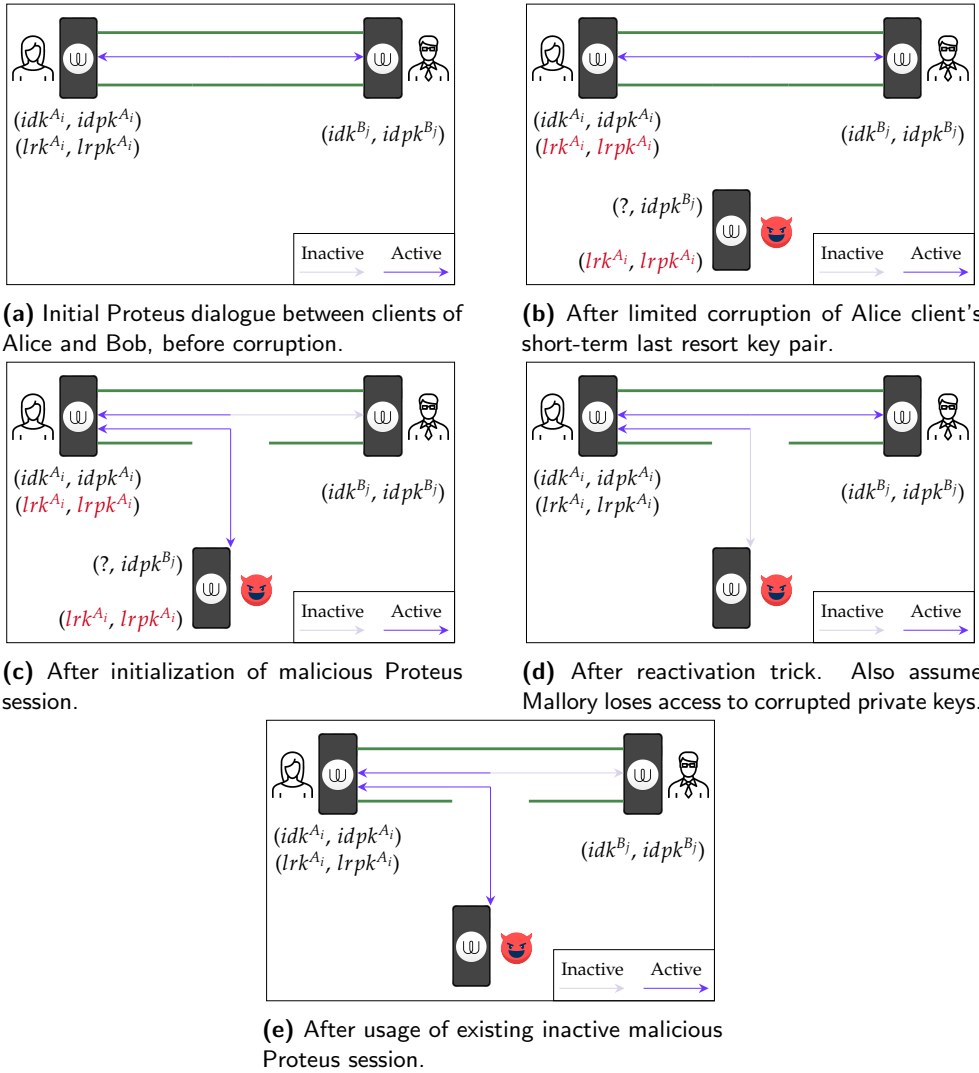 (idk^{A_i}, idpk^{A_i})
(lrk^{A_i}, lrpk^{A_i})
(idk^{B_j}, idpk^{B_j})
Inactive Active
(a) Initial Proteus dialogue between clients of
Alice and Bob, before corruption.
(idk^{A_i}, idpk^{A_i})
(lrk^{A_i}, lrpk^{A_i})
(idk^{B_j}, idpk^{B_j})
(?, idpk^{B_j})
(lrk^{A_i}, lrpk^{A_i})
Inactive Active
(b) After limited corruption of Alice client's
short-term last resort key pair.
(idk^{A_i}, idpk^{A_i})
(lrk^{A_i}, lrpk^{A_i})
(idk^{B_j}, idpk^{B_j})
(?, idpk^{B_j})
(lrk^{A_i}, lrpk^{A_i})
Inactive Active
(c) After initialization of malicious Proteus
session.
(idk^{A_i}, idpk^{A_i})
(lrk^{A_i}, lrpk^{A_i})
(idk^{B_j}, idpk^{B_j})
Inactive Active
(d) After reactivation trick. Also assume
Mallory loses access to corrupted private keys.
(idk^{A_i}, idpk^{A_i})
(lrk^{A_i}, lrpk^{A_i})
(idk^{B_j}, idpk^{B_j})
Inactive Active
(e) After usage of existing inactive malicious
Proteus session.